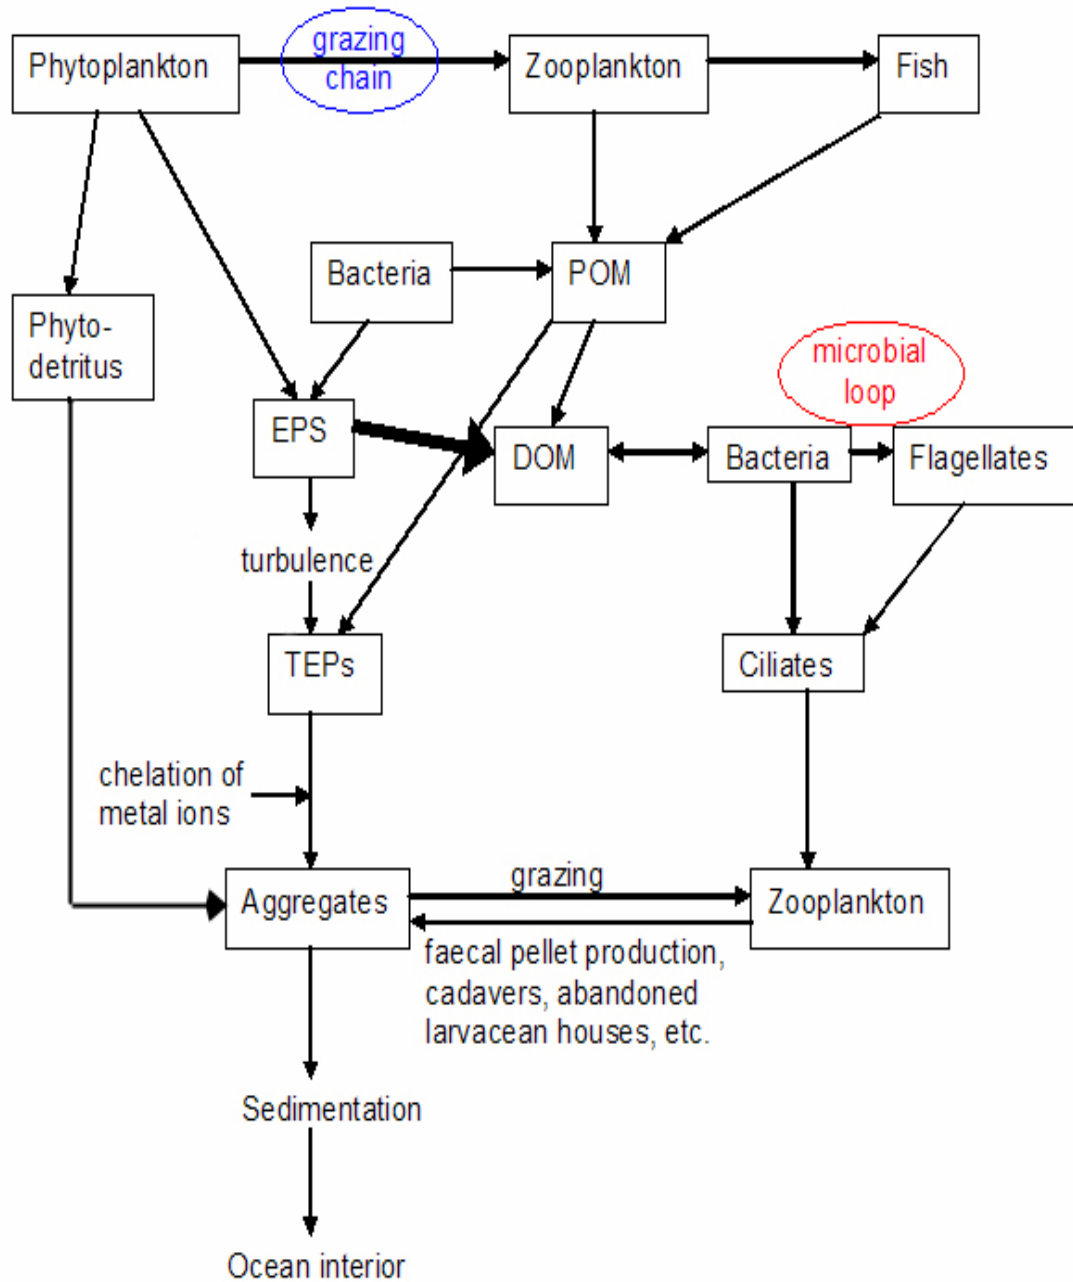 Phytoplankton
grazing
chain
Zooplankton
Fish
Bacteria
POM
Phyto-
detritus
microbial
loop
EPS
DOM
Bacteria
Flagellates
turbulence
TEPs
Ciliates
chelation of
metal ions
Aggregates
grazing
Zooplankton
faecal pellet production,
cadavers, abandoned
larvacean houses, etc.
Sedimentation
Ocean interior